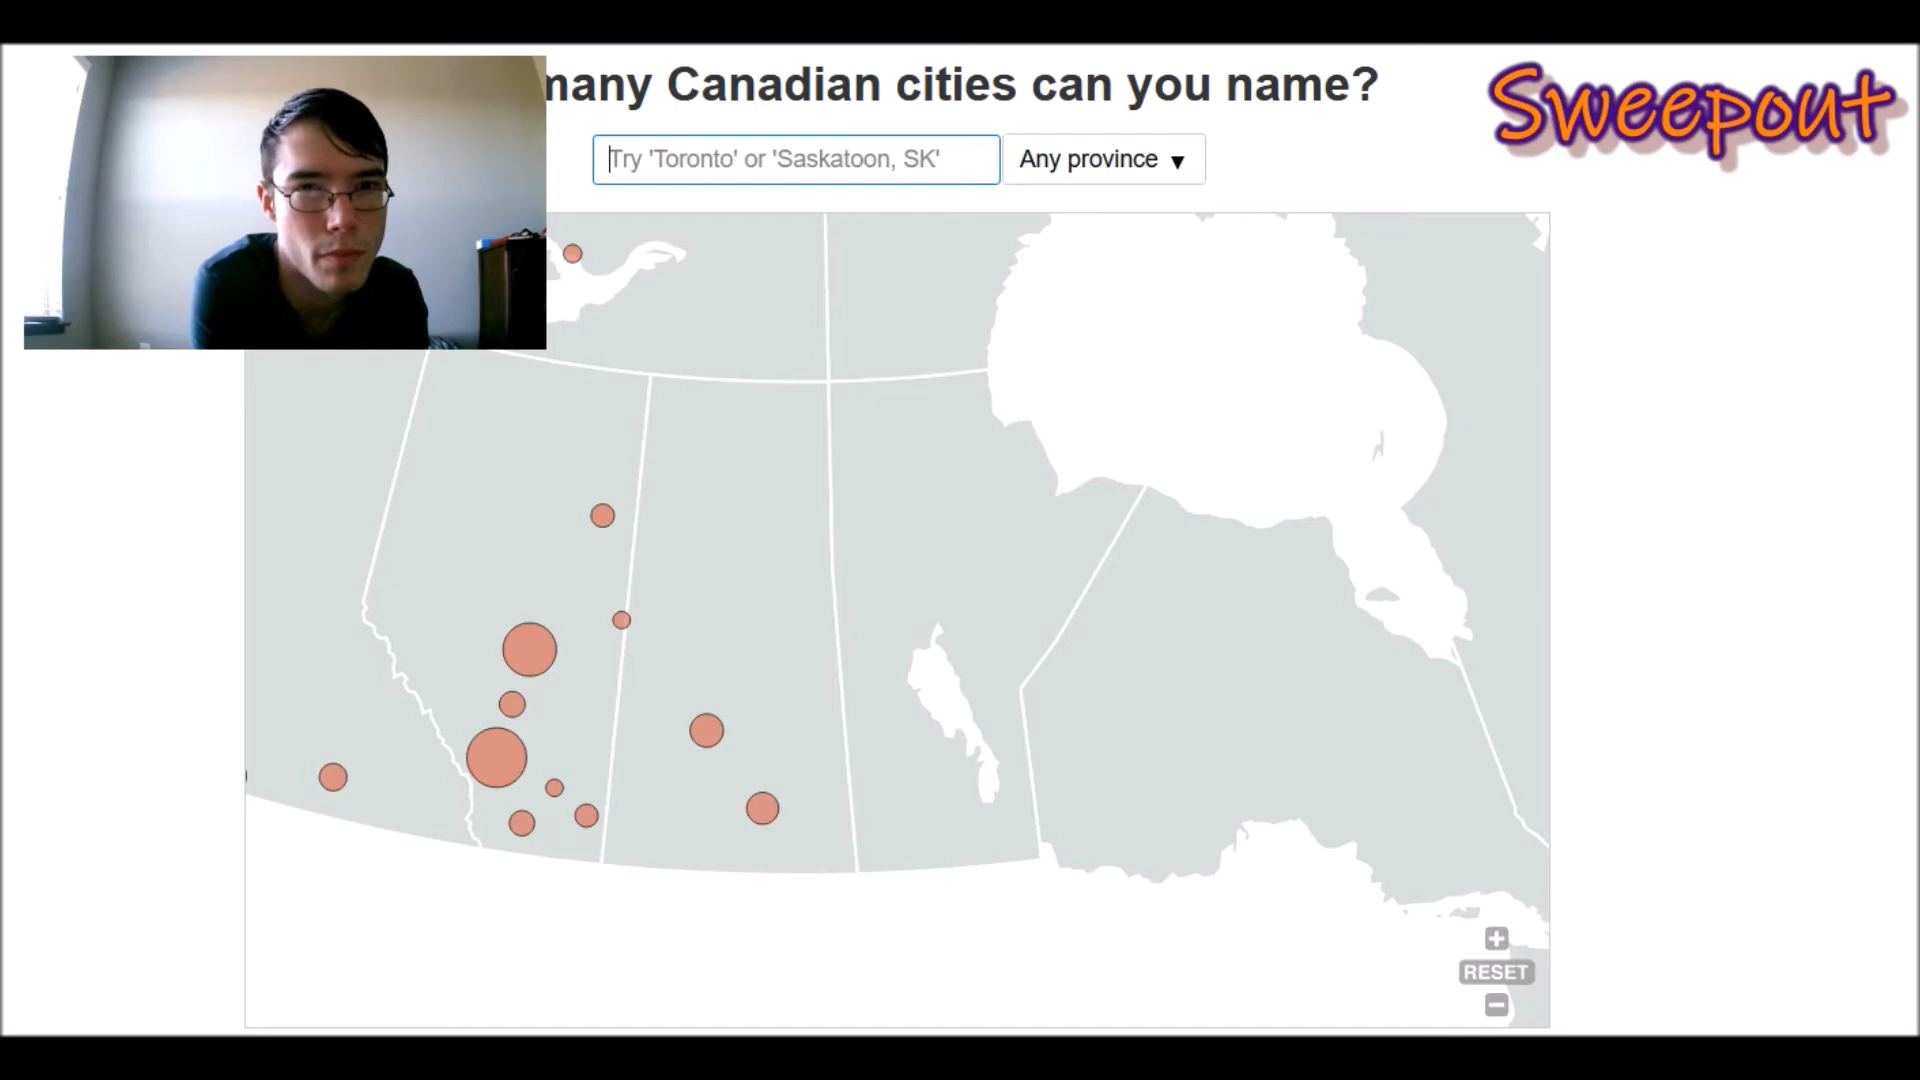 many Canadian cities can you name?
Sweepout
Try 'Toronto' or 'Saskatoon, SK'
Any province ▼
+
RESET
−